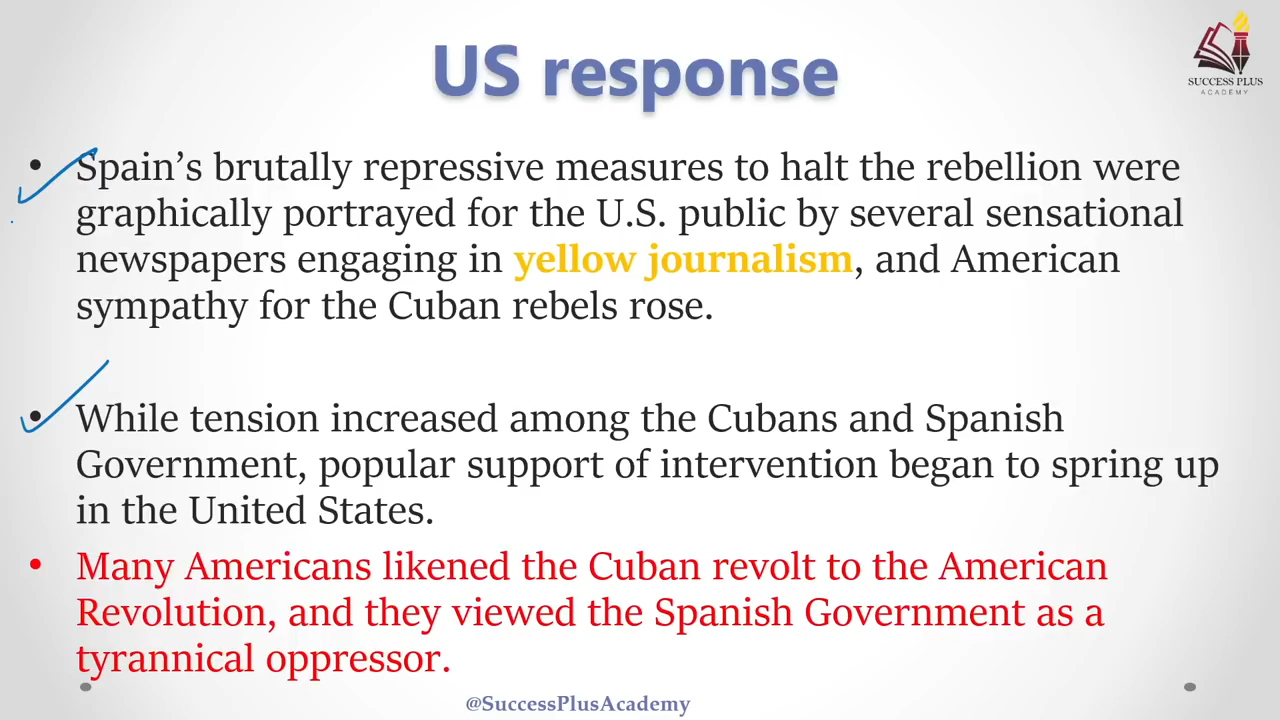 US response
SUCCESS PLUS
ACADEMY
• Spain’s brutally repressive measures to halt the rebellion were
graphically portrayed for the U.S. public by several sensational
newspapers engaging in yellow journalism, and American
sympathy for the Cuban rebels rose.
• While tension increased among the Cubans and Spanish
Government, popular support of intervention began to spring up
in the United States.
• Many Americans likened the Cuban revolt to the American
Revolution, and they viewed the Spanish Government as a
tyrannical oppressor.
@SuccessPlusAcademy